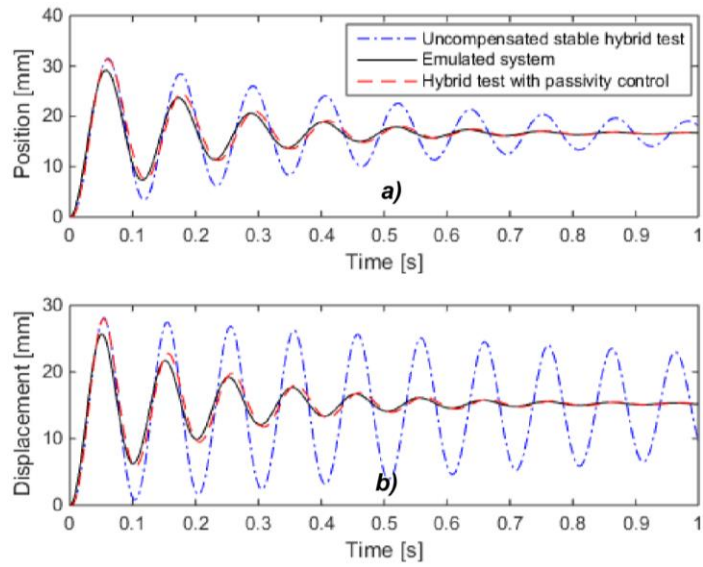 40
30
20
10
0
Position [mm]
Uncompensated stable hybrid test
Emulated system
Hybrid test with passivity control
a)
0 0.1 0.2 0.3 0.4 0.5 0.6 0.7 0.8 0.9 1
Time [s]
30
20
10
0
Displacement [mm]
b)
0 0.1 0.2 0.3 0.4 0.5 0.6 0.7 0.8 0.9 1
Time [s]